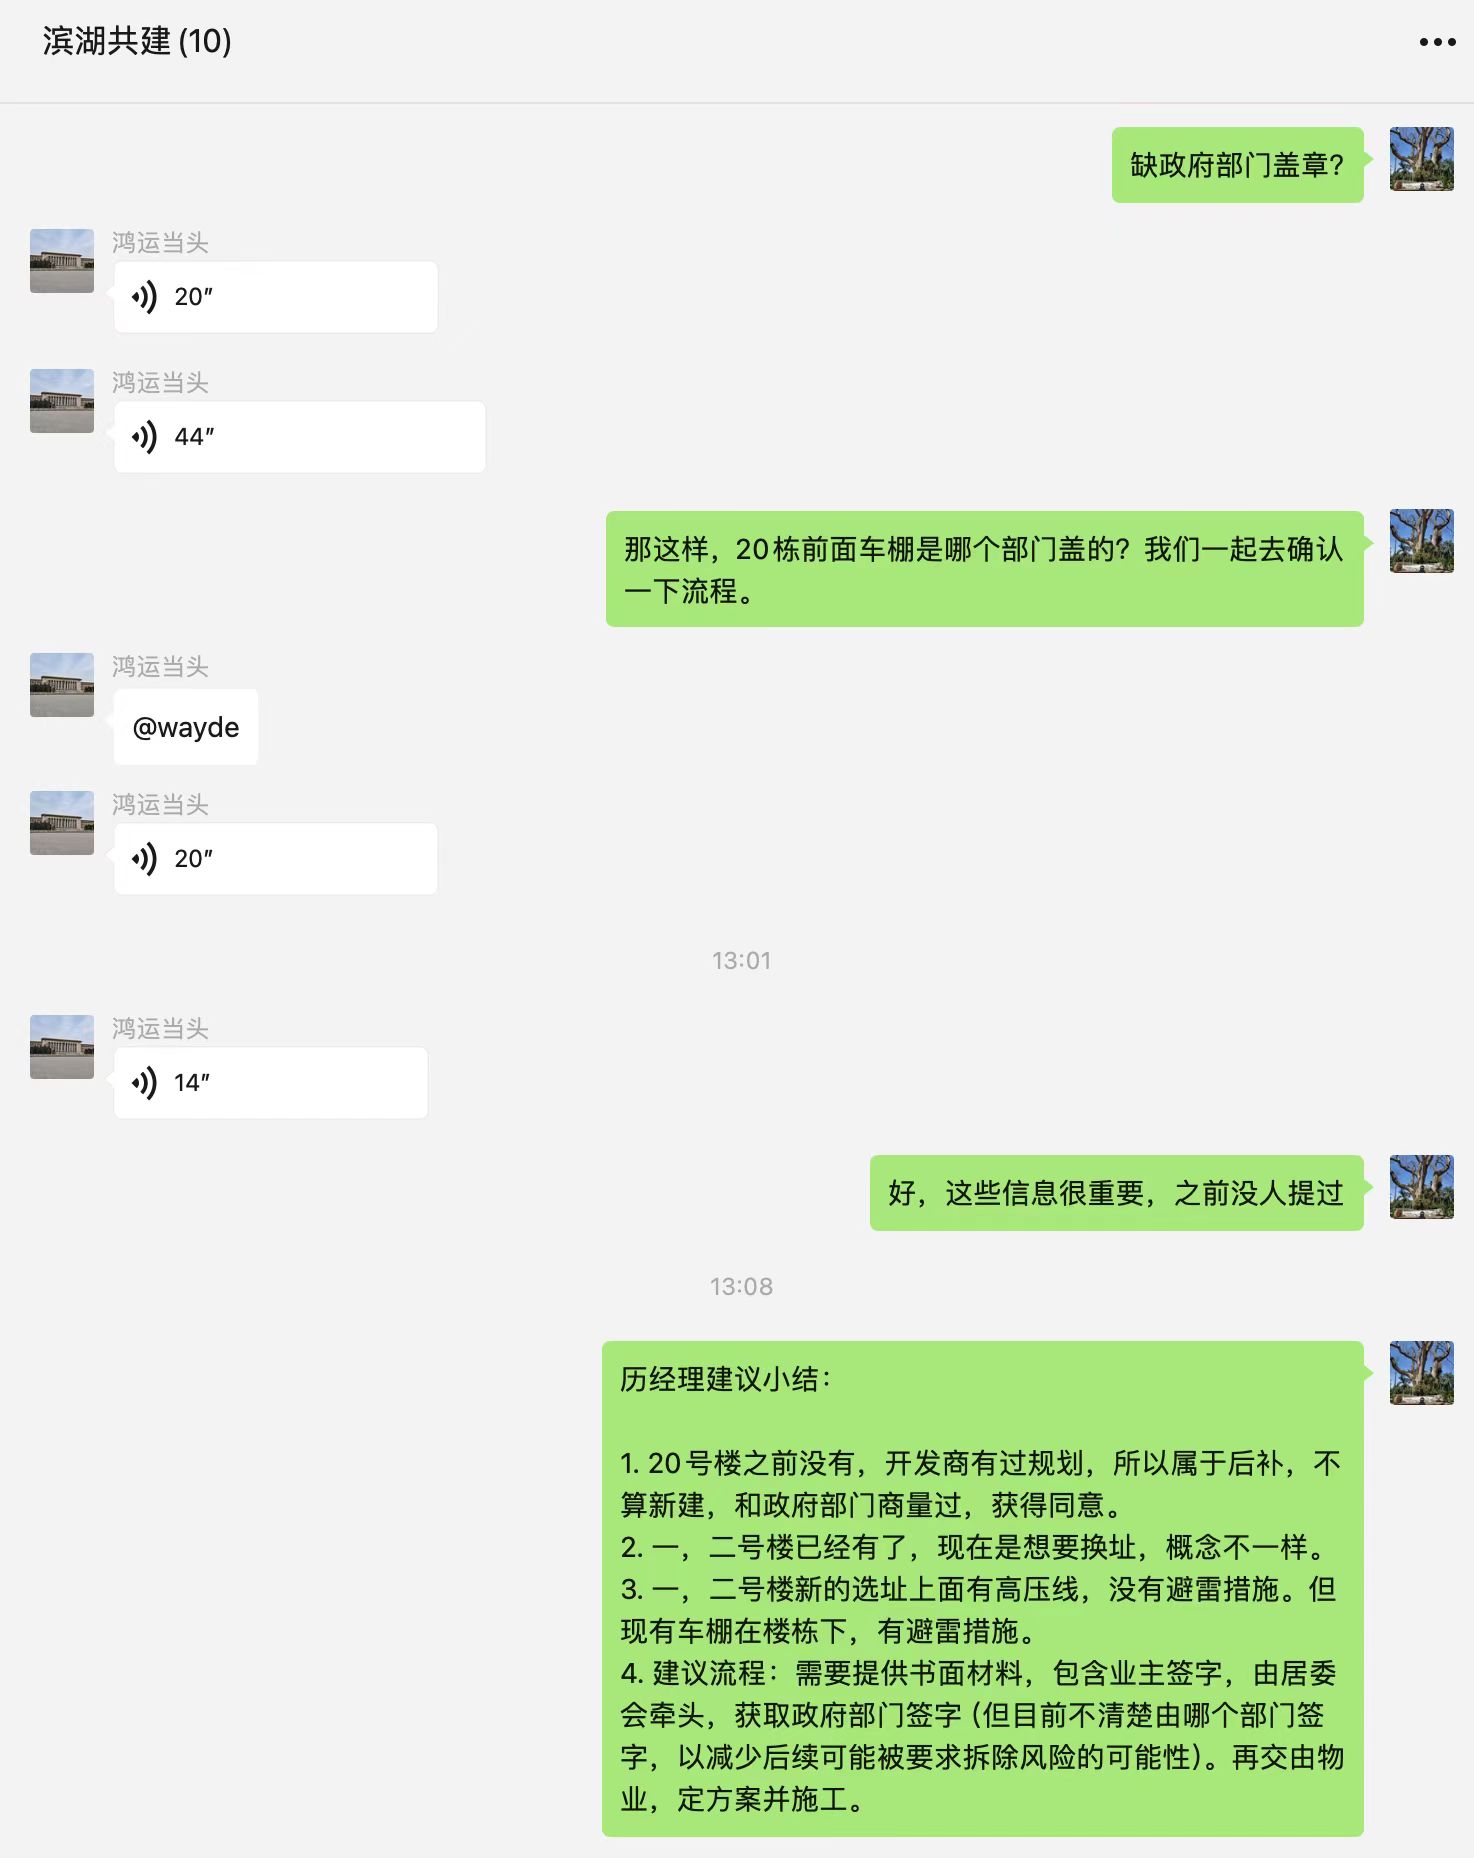 滨湖共建(10)
缺政府部门盖章?
鸿运当头
20"
鸿运当头
44"
那这样，20栋前面车棚是哪个部门盖的? 我们一起去确认
一下流程。
鸿运当头
@wayde
鸿运当头
20"
13:01
鸿运当头
14"
好，这些信息很重要，之前没人提过
13:08
历经理建议小结：
1. 20号楼之前没有，开发商有过规划，所以属于后补，不
算新建，和政府部门商量过，获得同意。
2. 一，二号楼已经有了，现在是想要换址，概念不一样。
3. 一，二号楼新的选址上面有高压线，没有避雷措施。但
现有车棚在楼栋下，有避雷措施。
4. 建议流程：需要提供书面材料，包含业主签字，由居委
会牵头，获取政府部门签字 (但目前不清楚由哪个部门签
字，以减少后续可能被要求拆除风险的可能性)。再交由物
业，定方案并施工。